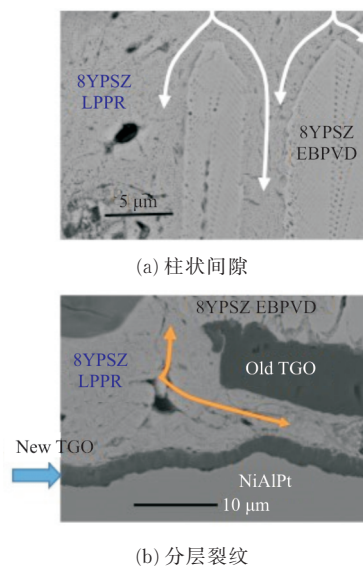 8YPSZ
LPPR
8YPSZ
EBPVD
5 μm
(a) 柱状间隙
8YPSZ EBPVD
8YPSZ
LPPR
Old TGO
New TGO
NiAlPt
10 μm
(b) 分层裂纹